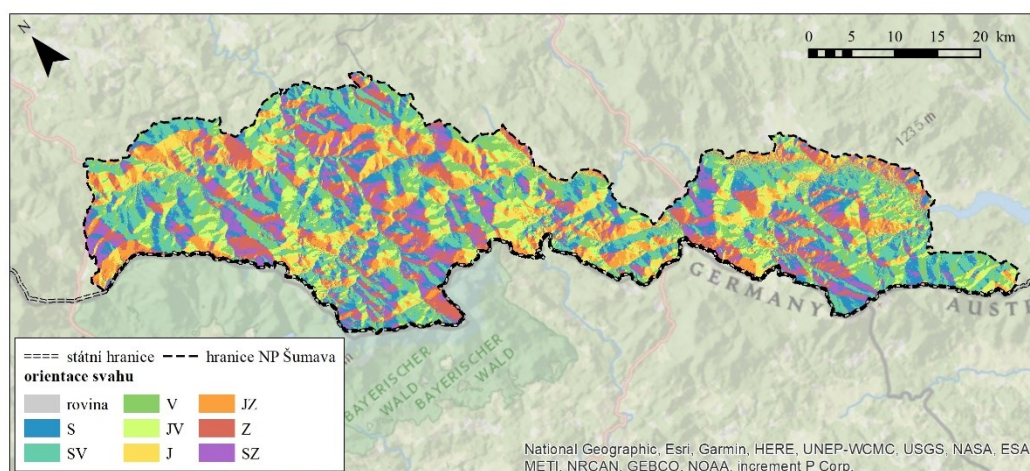 N
0 5 10 15 20 km
1235 m
GERMANY
AUST
BAYERISCHER
WALD
BAYERISCHER
WALD
státní hranice
hranice NP Šumava
orientace svahu
rovina
V
JZ
S
JV
Z
SV
J
SZ
National Geographic, Esri, Garmin, HERE, UNEP-WCMC, USGS, NASA, ESA,
METI, NRCAN, GEBCO, NOAA, increment P Corp.